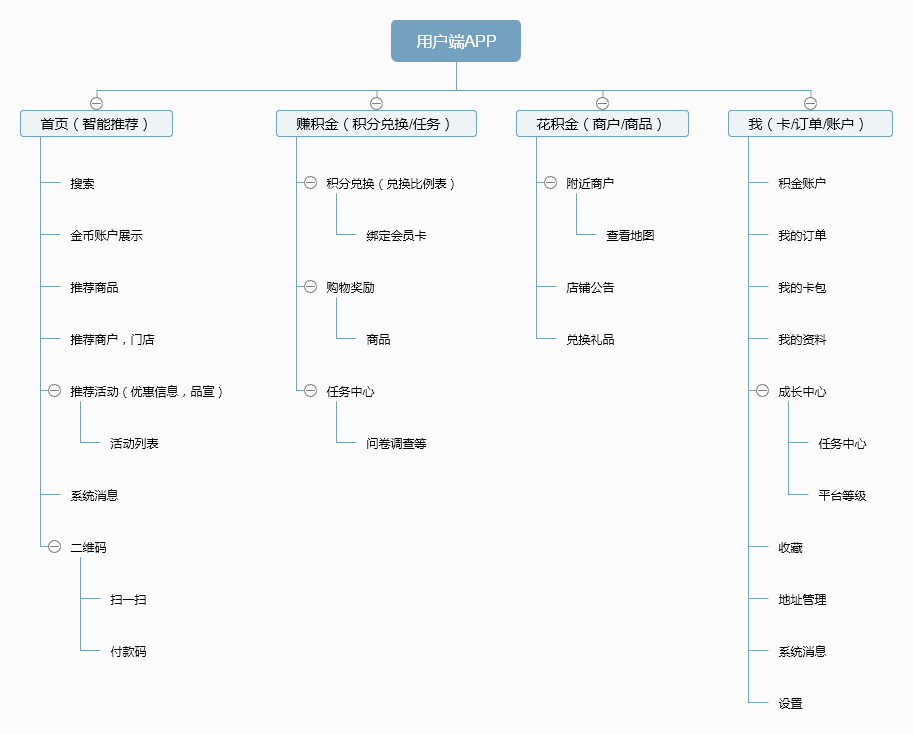 用户端APP
首页（智能推荐）
搜索
金币账户展示
推荐商品
推荐商户，门店
推荐活动（优惠信息，品宣）
活动列表
系统消息
二维码
扫一扫
付款码
赚积金（积分兑换/任务）
积分兑换（兑换比例表）
绑定会员卡
购物奖励
商品
任务中心
问卷调查等
花积金（商户/商品）
附近商户
查看地图
店铺公告
兑换礼品
我（卡/订单/账户）
积金账户
我的订单
我的卡包
我的资料
成长中心
任务中心
平台等级
收藏
地址管理
系统消息
设置